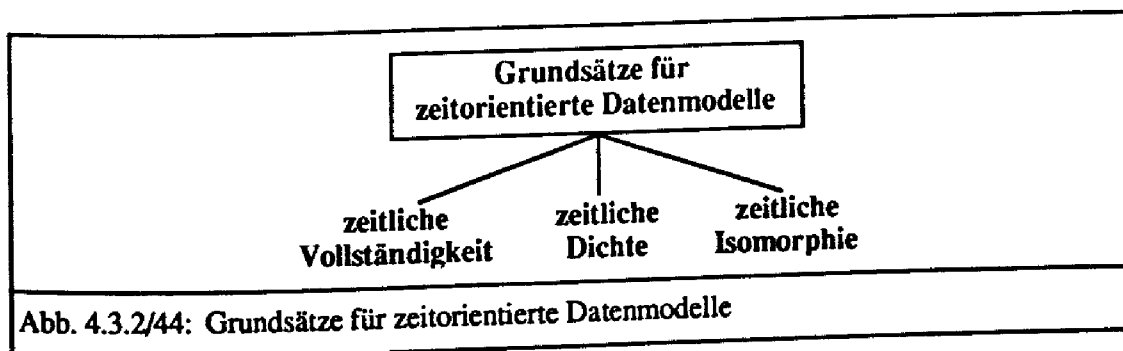 Grundsätze für
zeitorientierte Datenmodelle
zeitliche
Vollständigkeit
zeitliche
Dichte
zeitliche
Isomorphie
Abb. 4.3.2/44: Grundsätze für zeitorientierte Datenmodelle